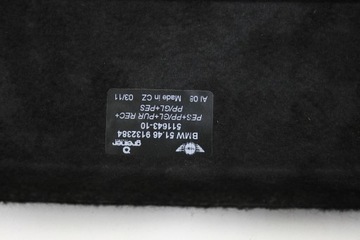 greiner
BMW 51.46 9132384
511643-10
PES+PP/GL+PUR REC+
PP/GL+PES
AI 08 Made in CZ 03/11